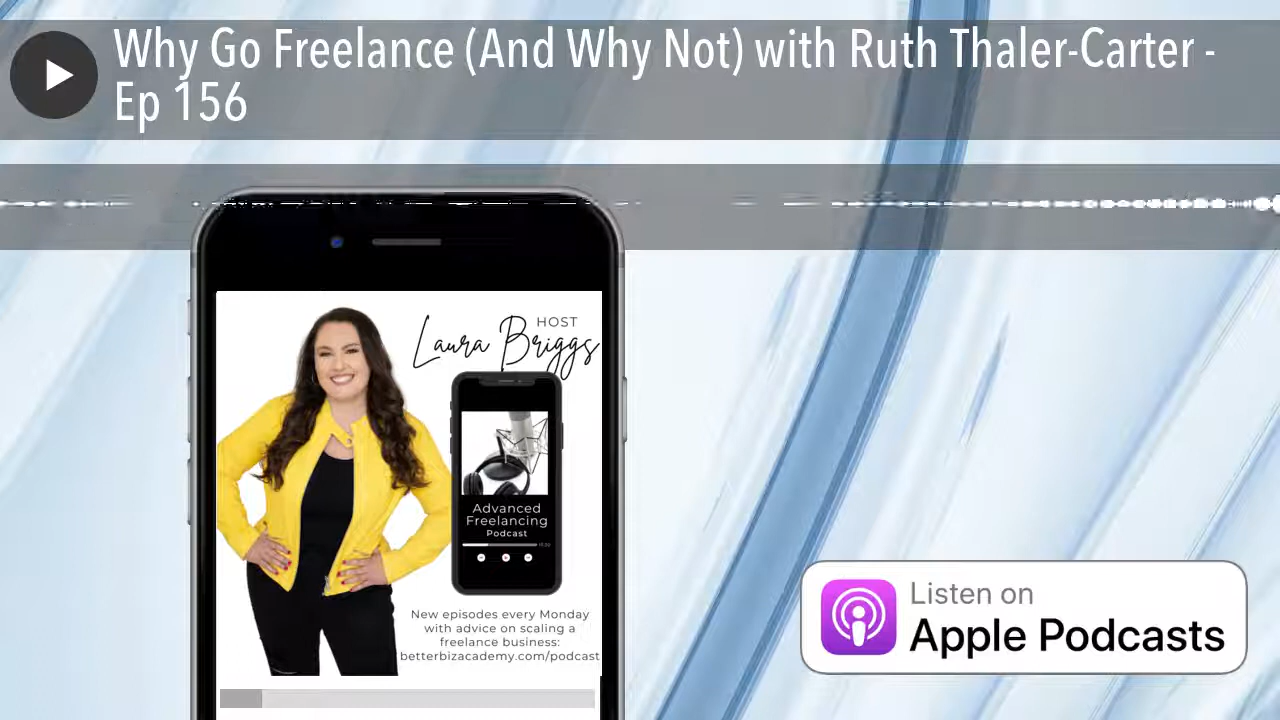 Why Go Freelance (And Why Not) with Ruth Thaler-Carter -
Ep 156
HOST
Laura Briggs
Advanced
Freelancing
Podcast
New episodes every Monday
with advice on scaling a
freelance business:
betterbizacademy.com/podcast
Listen on
Apple Podcasts